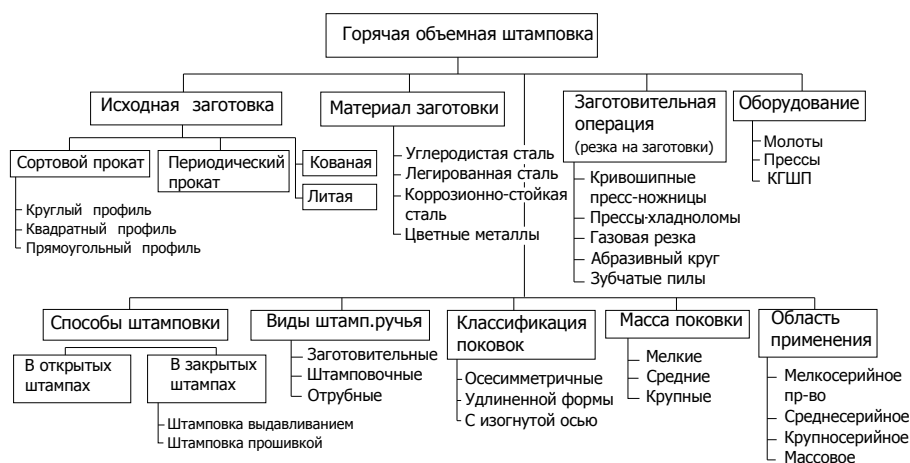 Горячая объемная штамповка
Исходная заготовка
Сортовой прокат
Круглый профиль
Квадратный профиль
Прямоугольный профиль
Периодический
прокат
Кованая
Литая
Материал заготовки
Углеродистая сталь
Легированная сталь
Коррозионно-стойкая
сталь
Цветные металлы
Заготовительная
операция
(резка на заготовки)
Кривошипные
пресс-ножницы
Прессы-хладноломы
Газовая резка
Абразивный круг
Зубчатые пилы
Оборудование
Молоты
Прессы
КГШП
Способы штамповки
В открытых
штампах
В закрытых
штампах
Штамповка выдавливанием
Штамповка прошивкой
Виды штамп.ручья
Заготовительные
Штамповочные
Отрубные
Классификация
поковок
Осесимметричные
Удлиненной формы
С изогнутой осью
Масса поковки
Мелкие
Средние
Крупные
Область
применения
Мелкосерийное
пр-во
Среднесерийное
Крупносерийное
Массовое